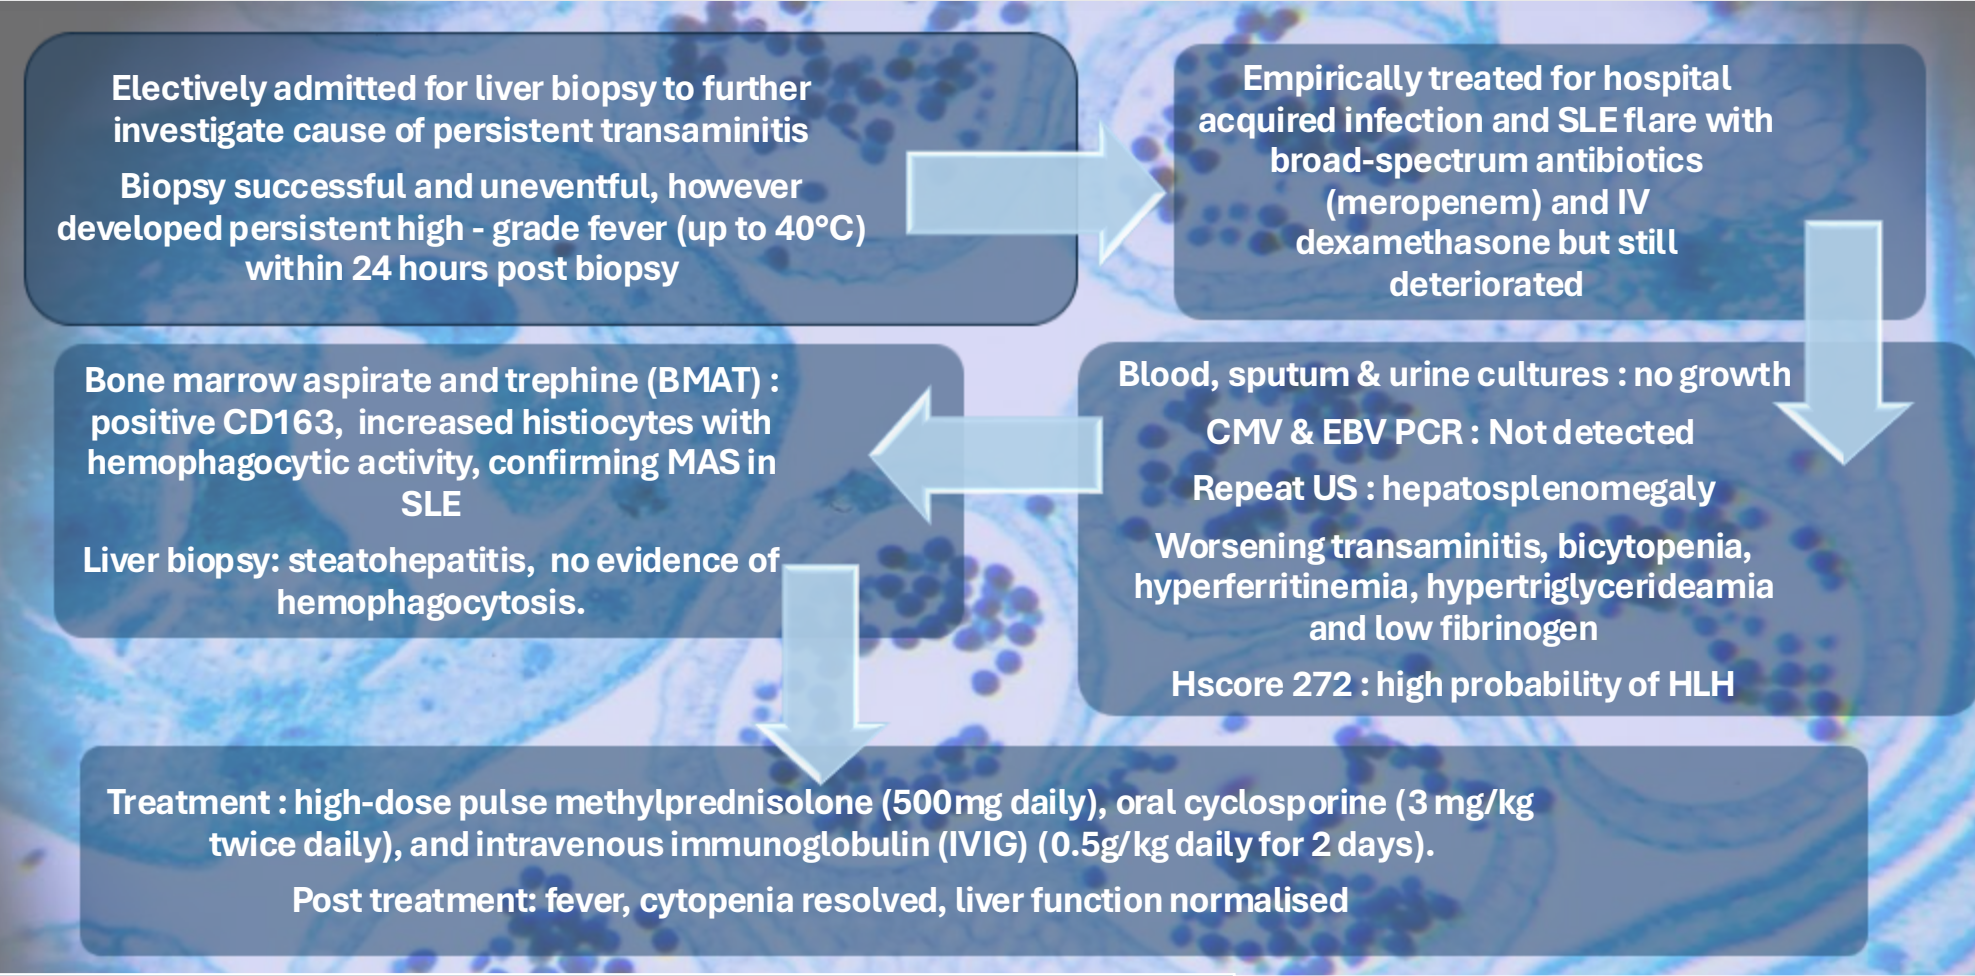 Electively admitted for liver biopsy to further
investigate cause of persistent transaminitis
Biopsy successful and uneventful, however
developed persistent high - grade fever (up to 40°C)
within 24 hours post biopsy
Empirically treated for hospital
acquired infection and SLE flare with
broad-spectrum antibiotics
(meropenem) and IV
dexamethasone but still
deteriorated
Blood, sputum & urine cultures : no growth
CMV & EBV PCR : Not detected
Repeat US : hepatosplenomegaly
Worsening transaminitis, bicytopenia,
hyperferritinemia, hypertriglycerideamia
and low fibrinogen
Hscore 272 : high probability of HLH
Bone marrow aspirate and trephine (BMAT) :
positive CD163, increased histiocytes with
hemophagocytic activity, confirming MAS in
SLE
Liver biopsy: steatohepatitis, no evidence of
hemophagocytosis.
Treatment : high-dose pulse methylprednisolone (500mg daily), oral cyclosporine (3 mg/kg
twice daily), and intravenous immunoglobulin (IVIG) (0.5g/kg daily for 2 days).
Post treatment: fever, cytopenia resolved, liver function normalised